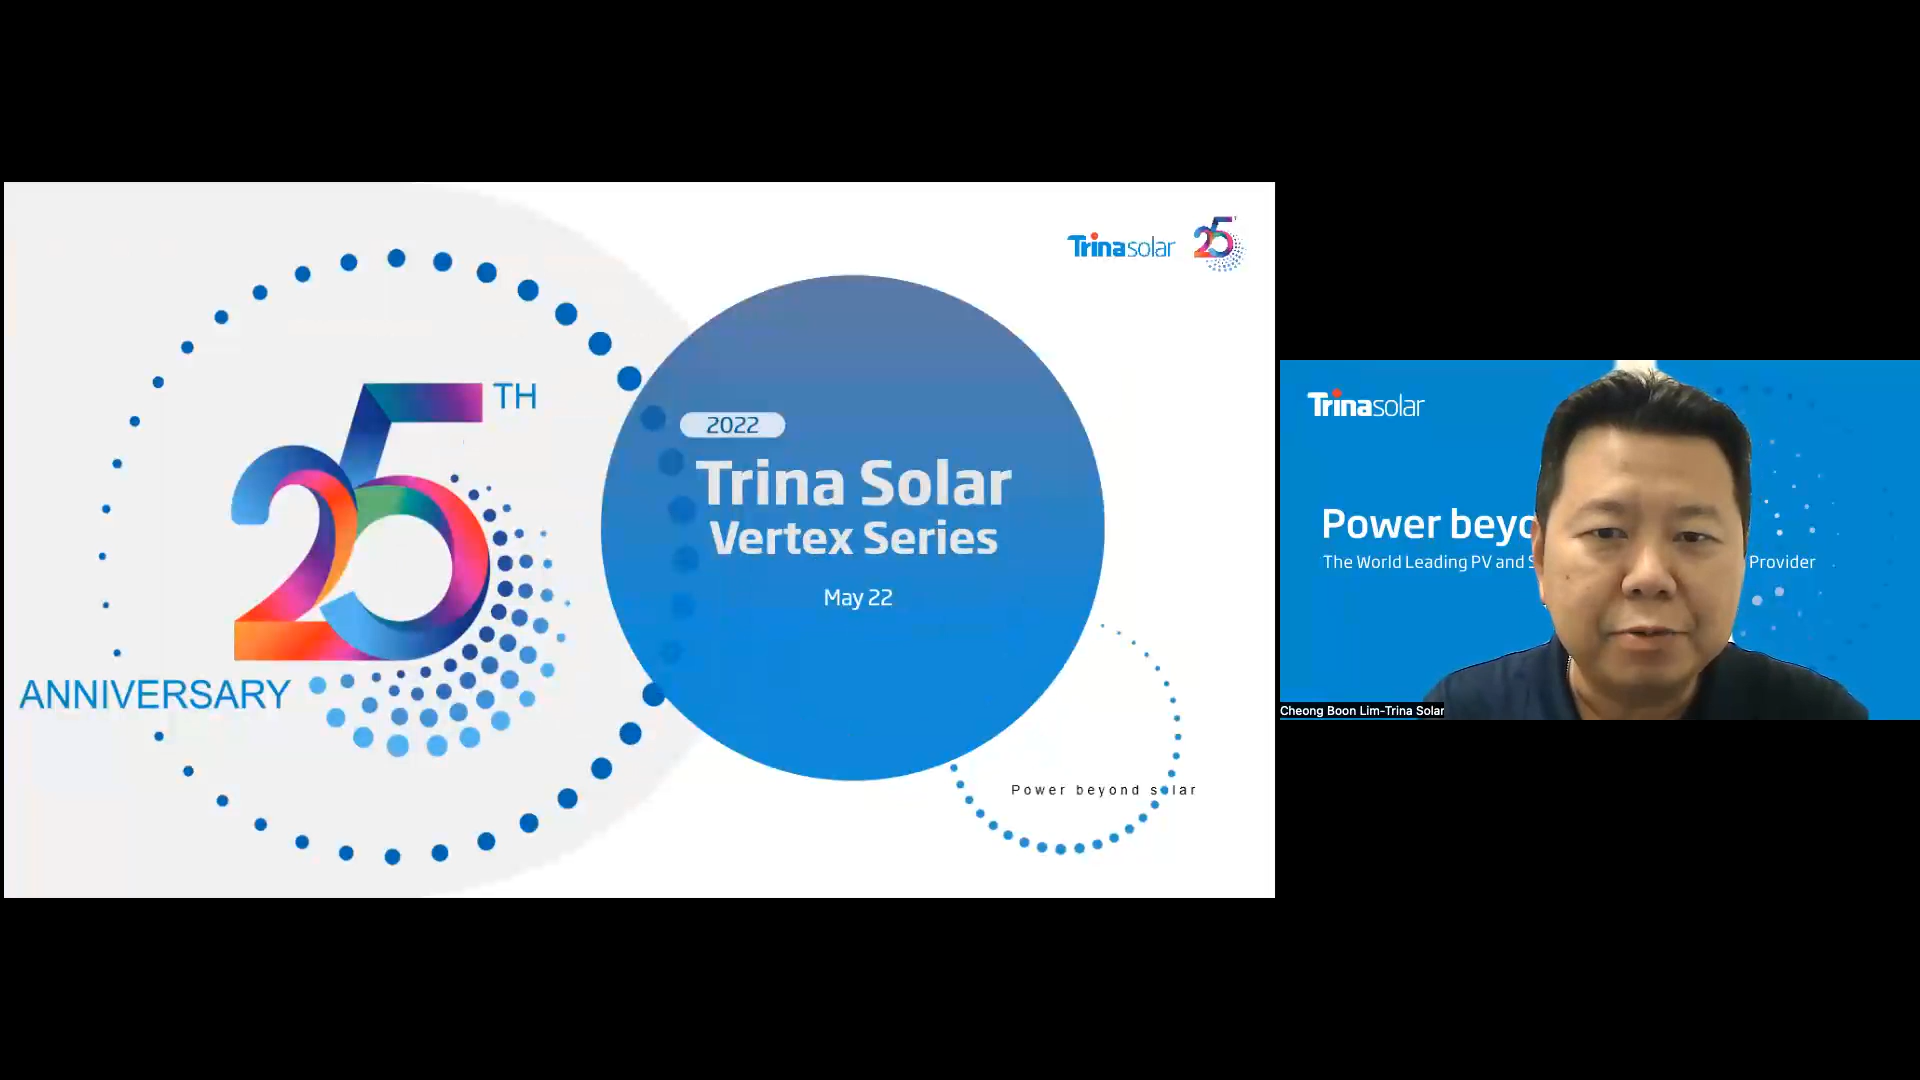 Trinasolar
25
T
25
TH
ANNIVERSARY
2022
Trina Solar
Vertex Series
May 22
Power beyond solar
Trinasolar
Power beyo
The World Leading PV and S
Provider
Cheong Boon Lim-Trina Solar